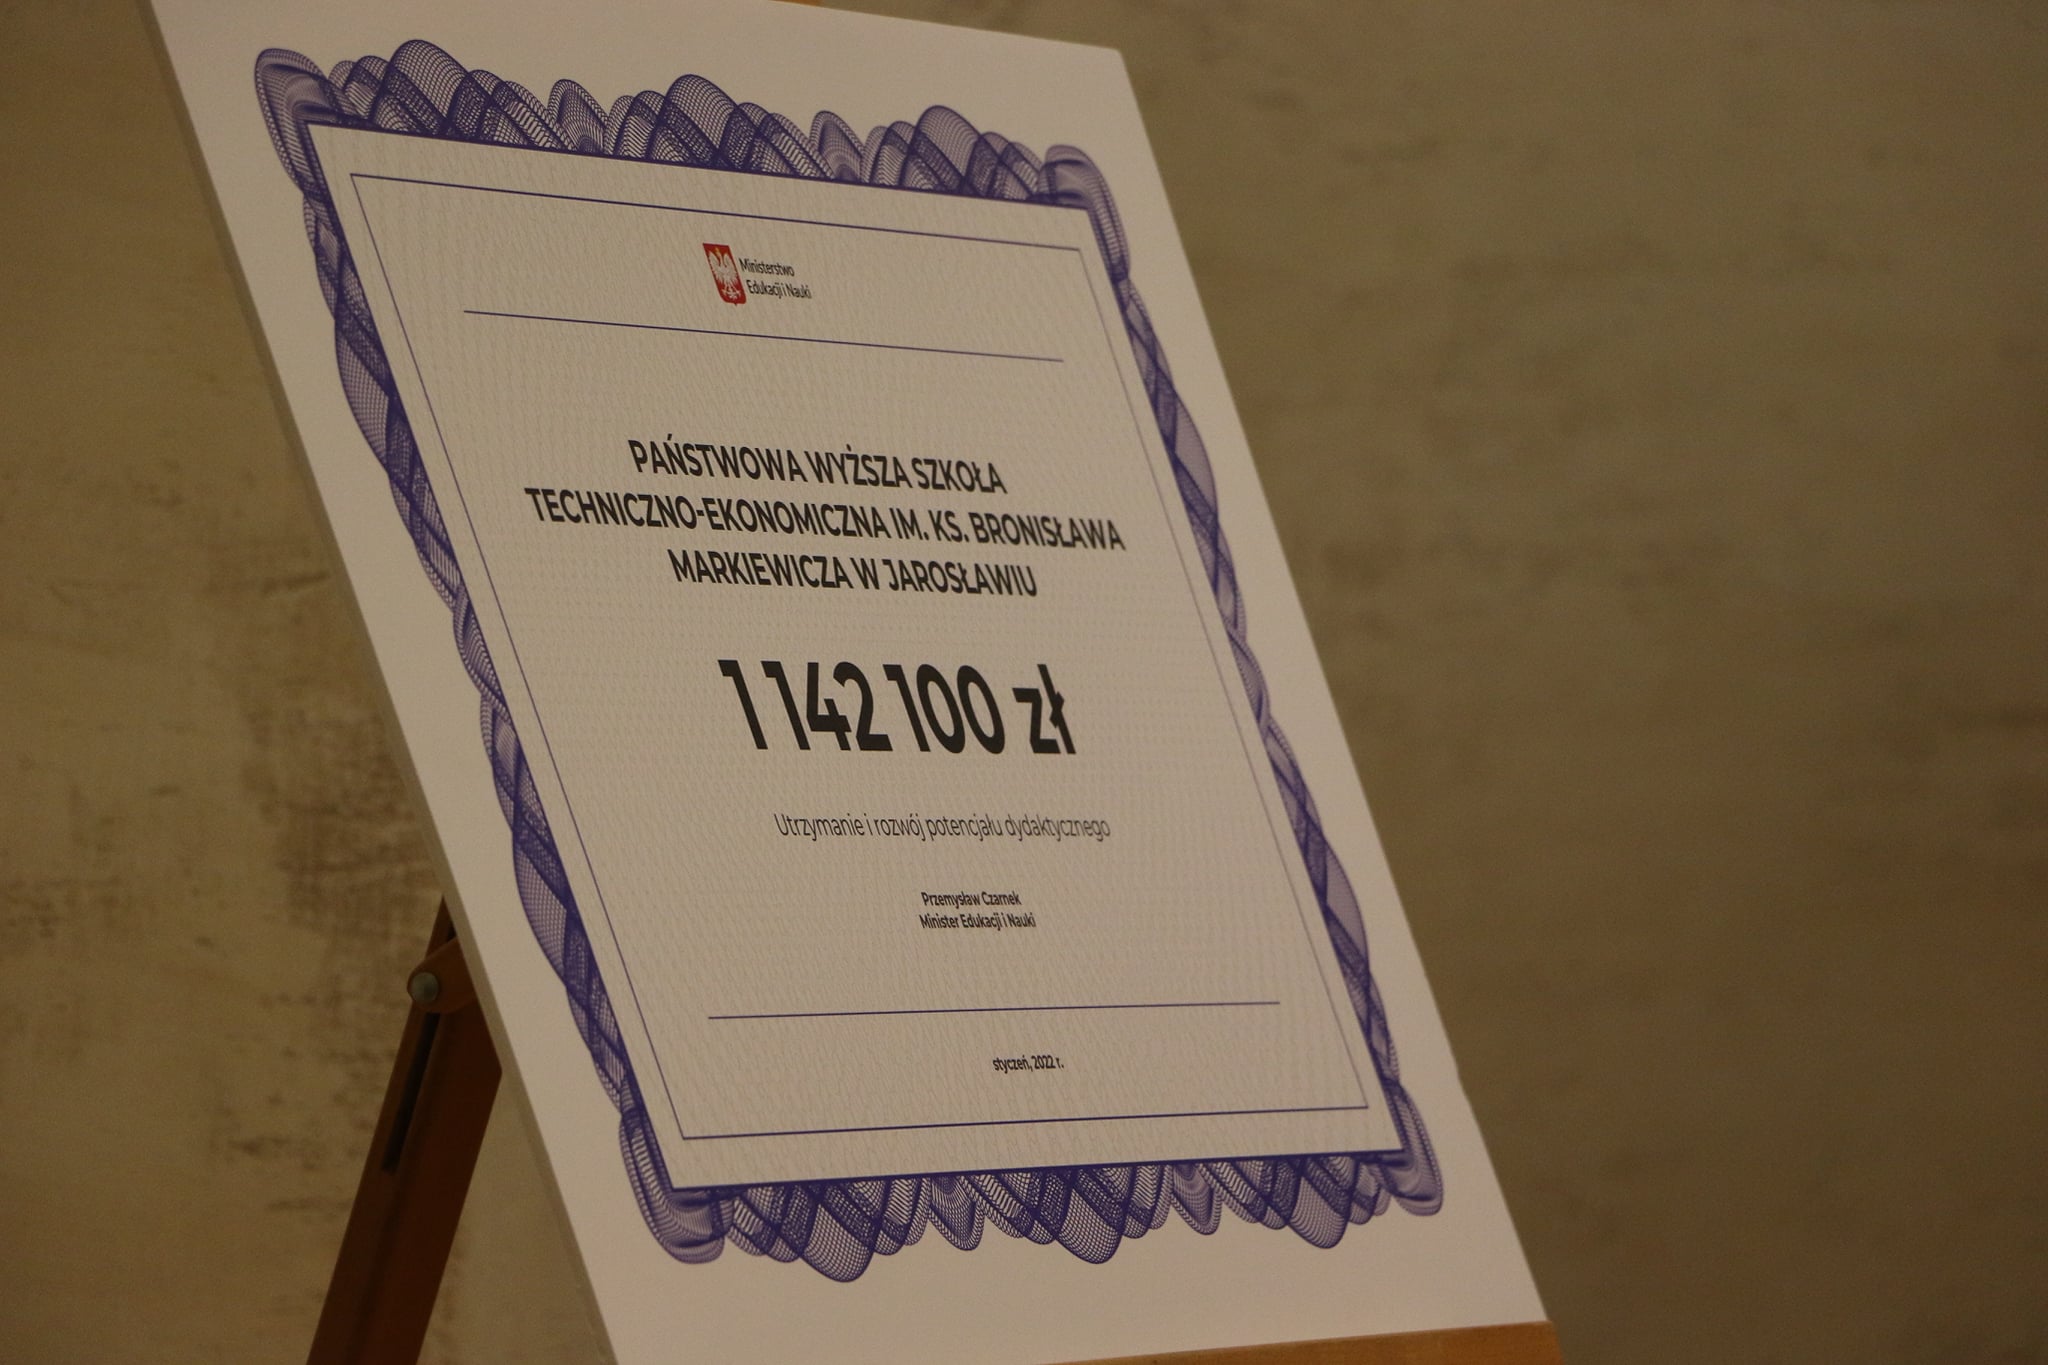 Ministerstwo
Edukacji i Nauki
PAŃSTWOWA WYŻSZA SZKOŁA
TECHNICZNO-EKONOMICZNA IM. KS. BRONISŁAWA
MARKIEWICZA W JAROSŁAWIU
1 142 100 zł
Utrzymanie i rozwój potencjału dydaktycznego
Przemysław Czarnek
Minister Edukacji i Nauki
styczeń, 2022 r.